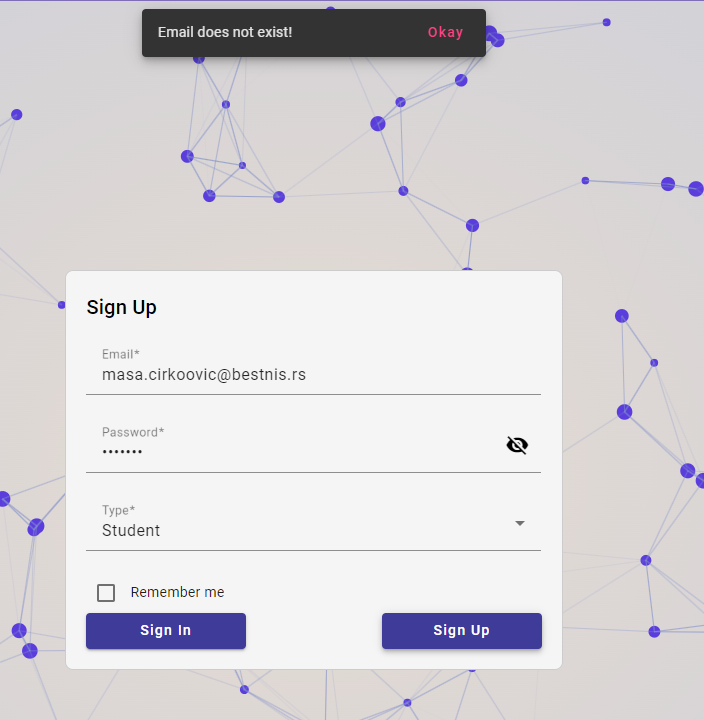 Email does not exist! Okay
Sign Up
Email*
masa.cirkoovic@bestnis.rs
Password*
•••••••
Type*
Student
Remember me
Sign In Sign Up